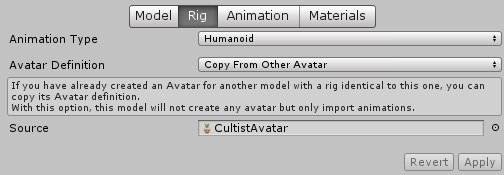 Model Rig Animation Materials
Animation Type Humanoid
Avatar Definition Copy From Other Avatar
If you have already created an Avatar for another model with a rig identical to this one, you can
copy its Avatar definition.
With this option, this model will not create any avatar but only import animations.
Source CultistAvatar
Revert Apply